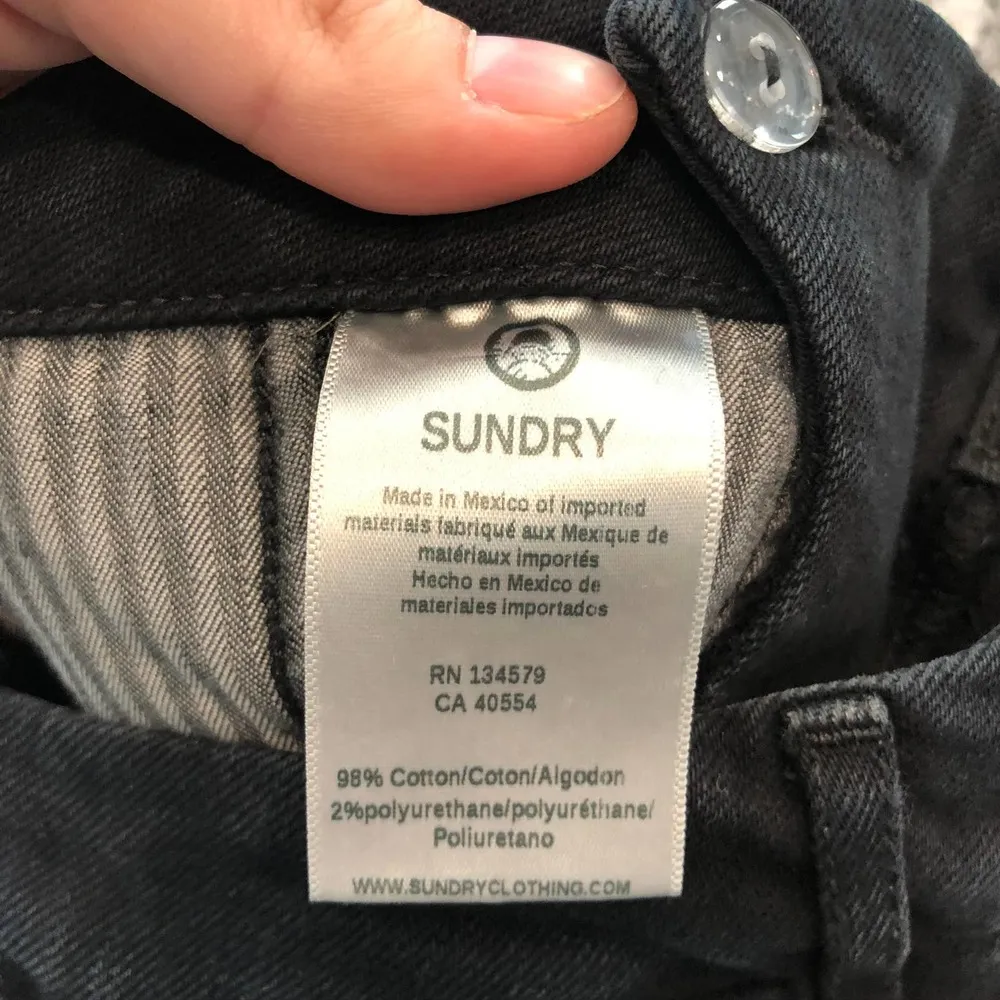 SUNDRY
Made in Mexico of imported
materials fabriqué aux Mexique de
matériaux importés
Hecho en Mexico de
materiales importados
RN 134579
CA 40554
98% Cotton/Coton/Algodon
2%polyurethane/polyuréthane/
Poliuretano
WWW.SUNDRYCLOTHING.COM